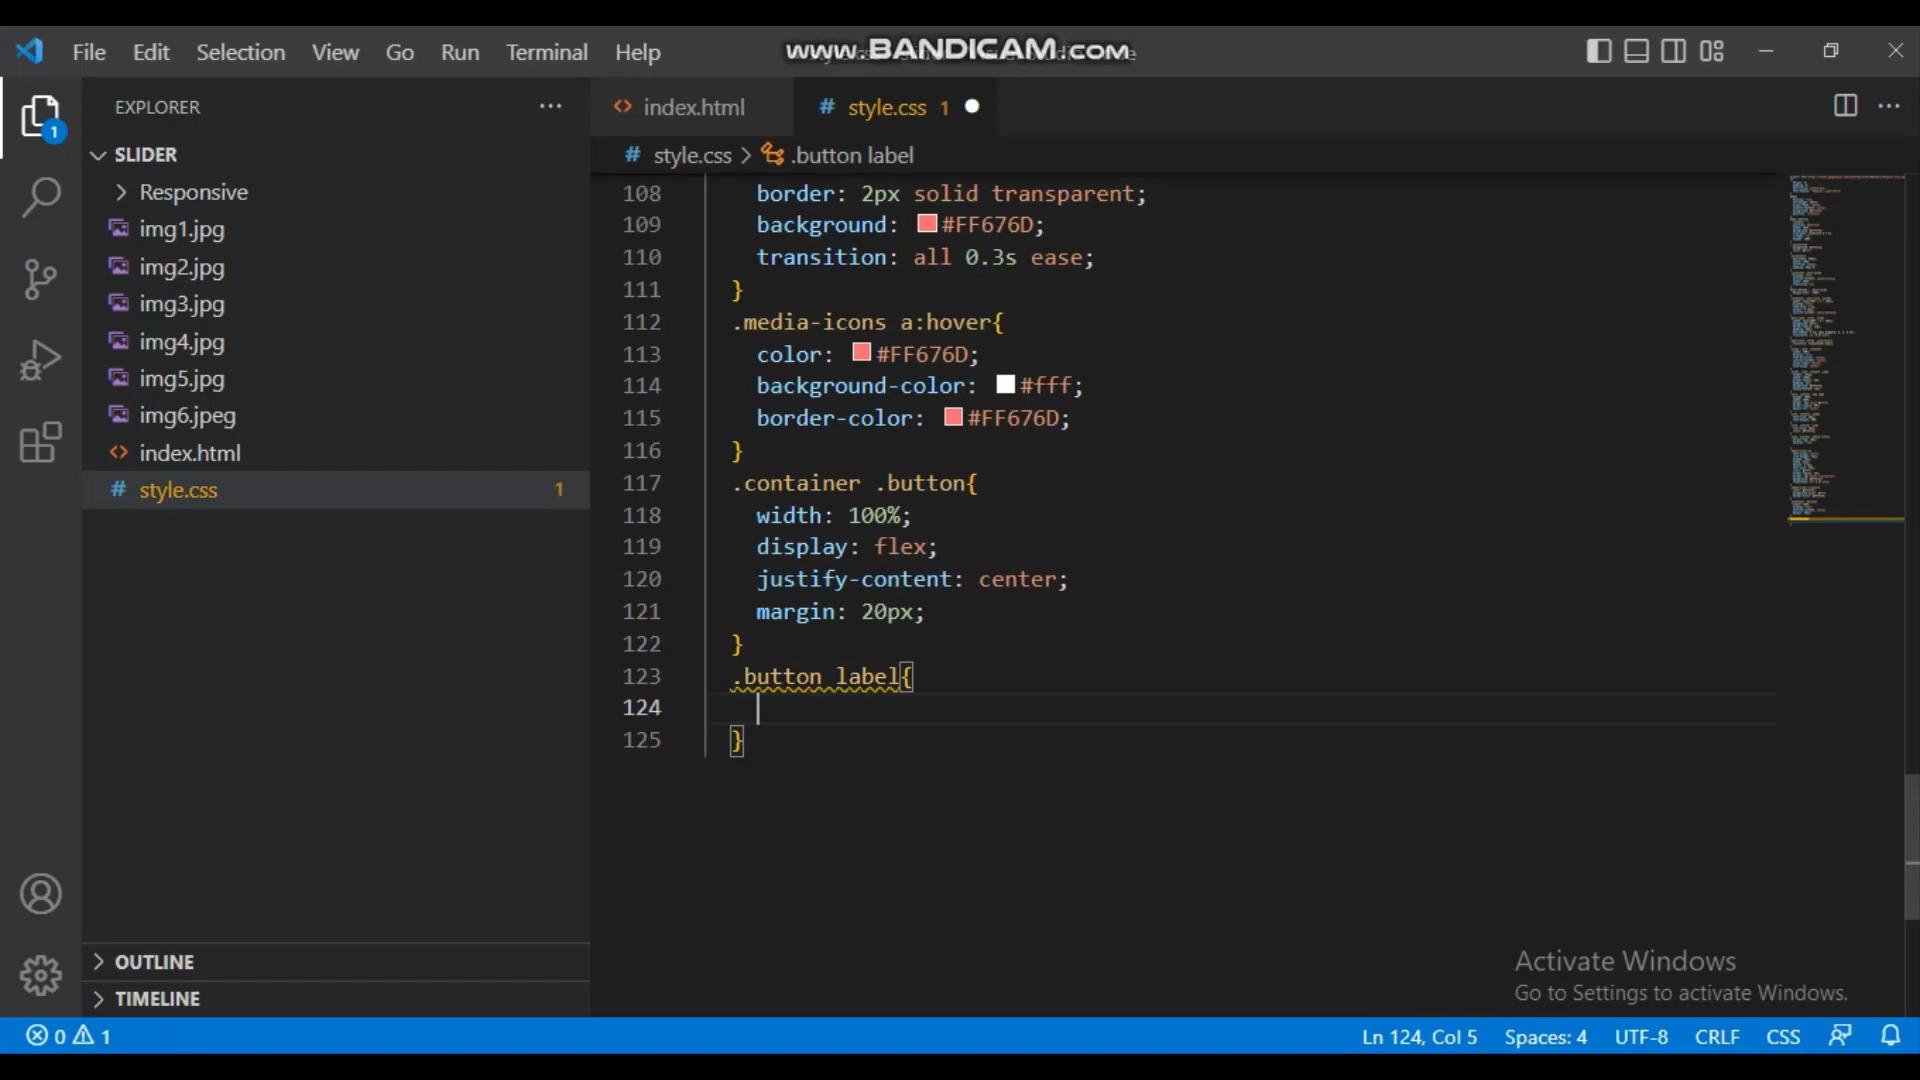 File Edit Selection View Go Run Terminal Help
www.BANDICAM.com
EXPLORER
SLIDER
Responsive
img1.jpg
img2.jpg
img3.jpg
img4.jpg
img5.jpg
img6.jpeg
index.html
style.css 1
OUTLINE
TIMELINE
1
index.html
# style.css 1
# style.css > .button label
108 border: 2px solid transparent;
109 background: #FF676D;
110 transition: all 0.3s ease;
111 }
112 .media-icons a:hover{
113 color: #FF676D;
114 background-color: #fff;
115 border-color: #FF676D;
116 }
117 .container .button{
118 width: 100%;
119 display: flex;
120 justify-content: center;
121 margin: 20px;
122 }
123 .button label{
124
125 }
Activate Windows
Go to Settings to activate Windows.
0 1
Ln 124, Col 5 Spaces: 4 UTF-8 CRLF CSS